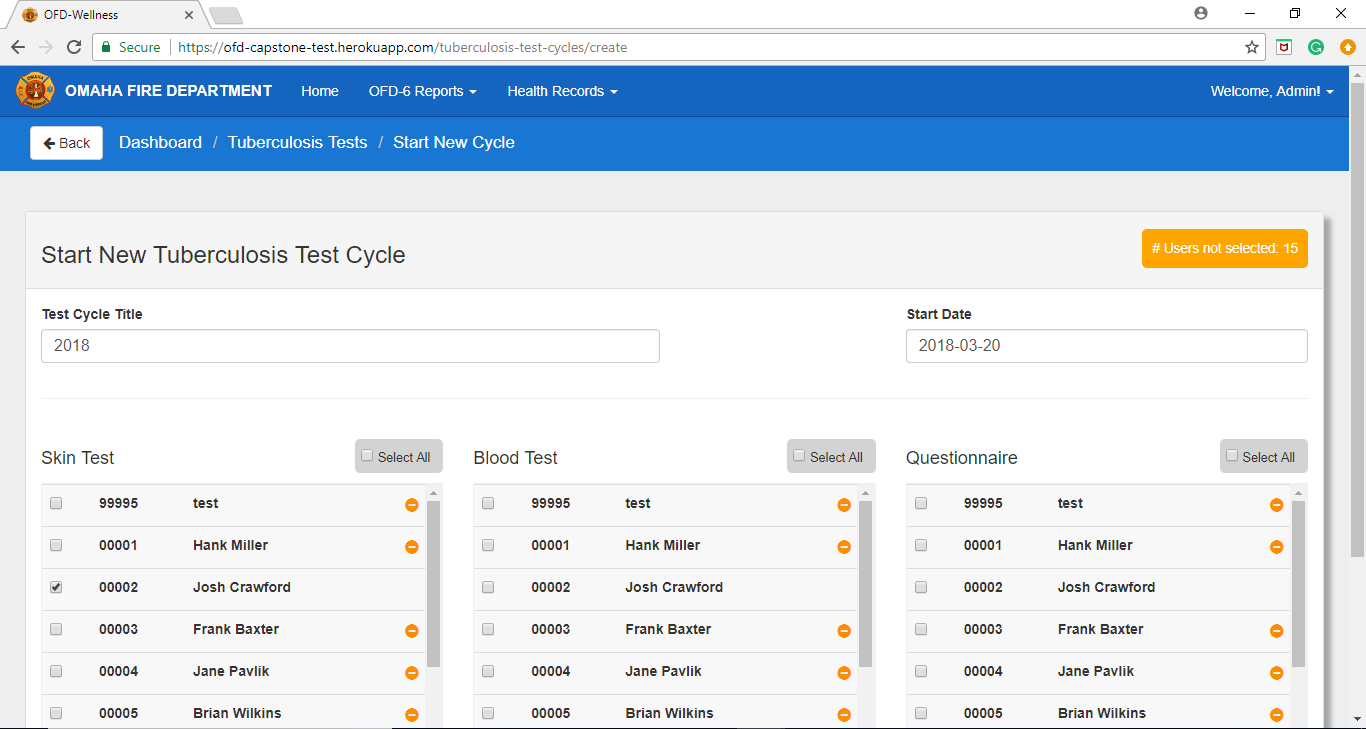 OFD-Wellness
Secure https://ofd-capstone-test.herokuapp.com/tuberculosis-test-cycles/create
OMAHA FIRE DEPARTMENT Home OFD-6 Reports Health Records Welcome, Admin!
Back Dashboard / Tuberculosis Tests / Start New Cycle
Start New Tuberculosis Test Cycle
# Users not selected: 15
Test Cycle Title Start Date
2018 2018-03-20
Skin Test Select All Blood Test Select All Questionnaire Select All
99995 test 99995 test 99995 test
00001 Hank Miller 00001 Hank Miller 00001 Hank Miller
00002 Josh Crawford 00002 Josh Crawford 00002 Josh Crawford
00003 Frank Baxter 00003 Frank Baxter 00003 Frank Baxter
00004 Jane Pavlik 00004 Jane Pavlik 00004 Jane Pavlik
00005 Brian Wilkins 00005 Brian Wilkins 00005 Brian Wilkins